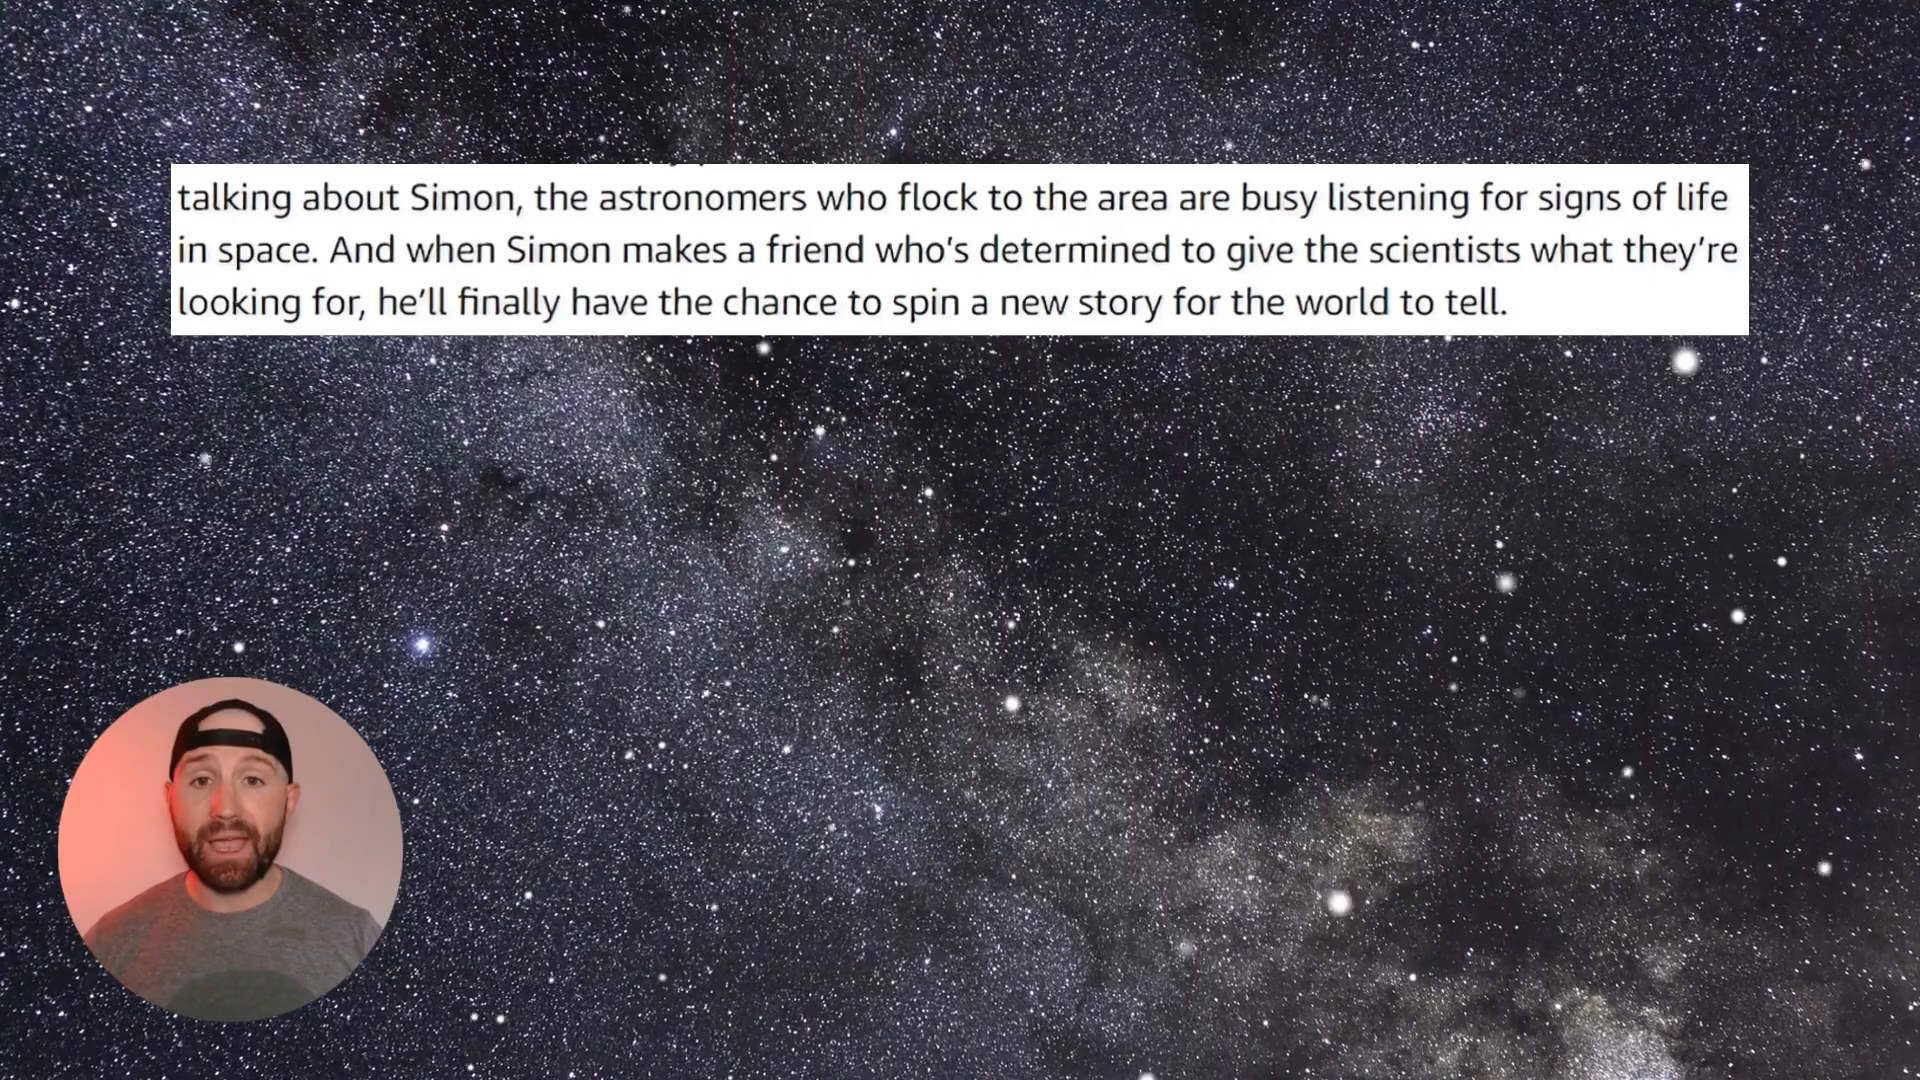 talking about Simon, the astronomers who flock to the area are busy listening for signs of life
in space. And when Simon makes a friend who’s determined to give the scientists what they’re
looking for, he’ll finally have the chance to spin a new story for the world to tell.